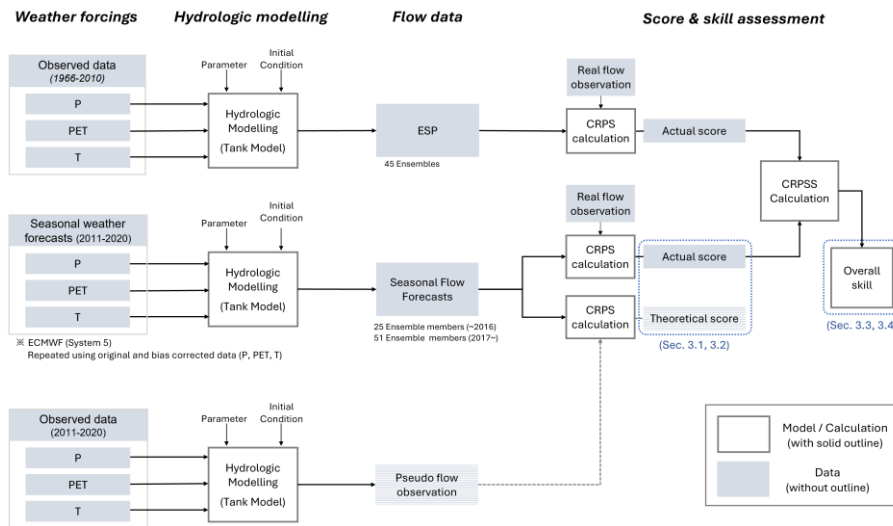 Weather forcings
Hydrologic modelling
Flow data
Score & skill assessment
Observed data
(1966-2010)
P
PET
T
Parameter
Initial
Condition
Hydrologic
Modelling
(Tank Model)
ESP
45 Ensembles
Real flow
observation
CRPS
calculation
Actual score
CRPSS
Calculation
Overall
skill
(Sec. 3.3, 3.4)
Seasonal weather
forecasts (2011-2020)
P
PET
T
※ ECMWF (System 5)
Repeated using original and bias corrected data (P, PET, T)
Parameter
Initial
Condition
Hydrologic
Modelling
(Tank Model)
Seasonal Flow
Forecasts
25 Ensemble members (~2016)
51 Ensemble members (2017~)
Real flow
observation
CRPS
calculation
Actual score
CRPS
calculation
Theoretical score
(Sec. 3.1, 3.2)
Observed data
(2011-2020)
P
PET
T
Parameter
Initial
Condition
Hydrologic
Modelling
(Tank Model)
Pseudo flow
observation
Model / Calculation
(with solid outline)
Data
(without outline)